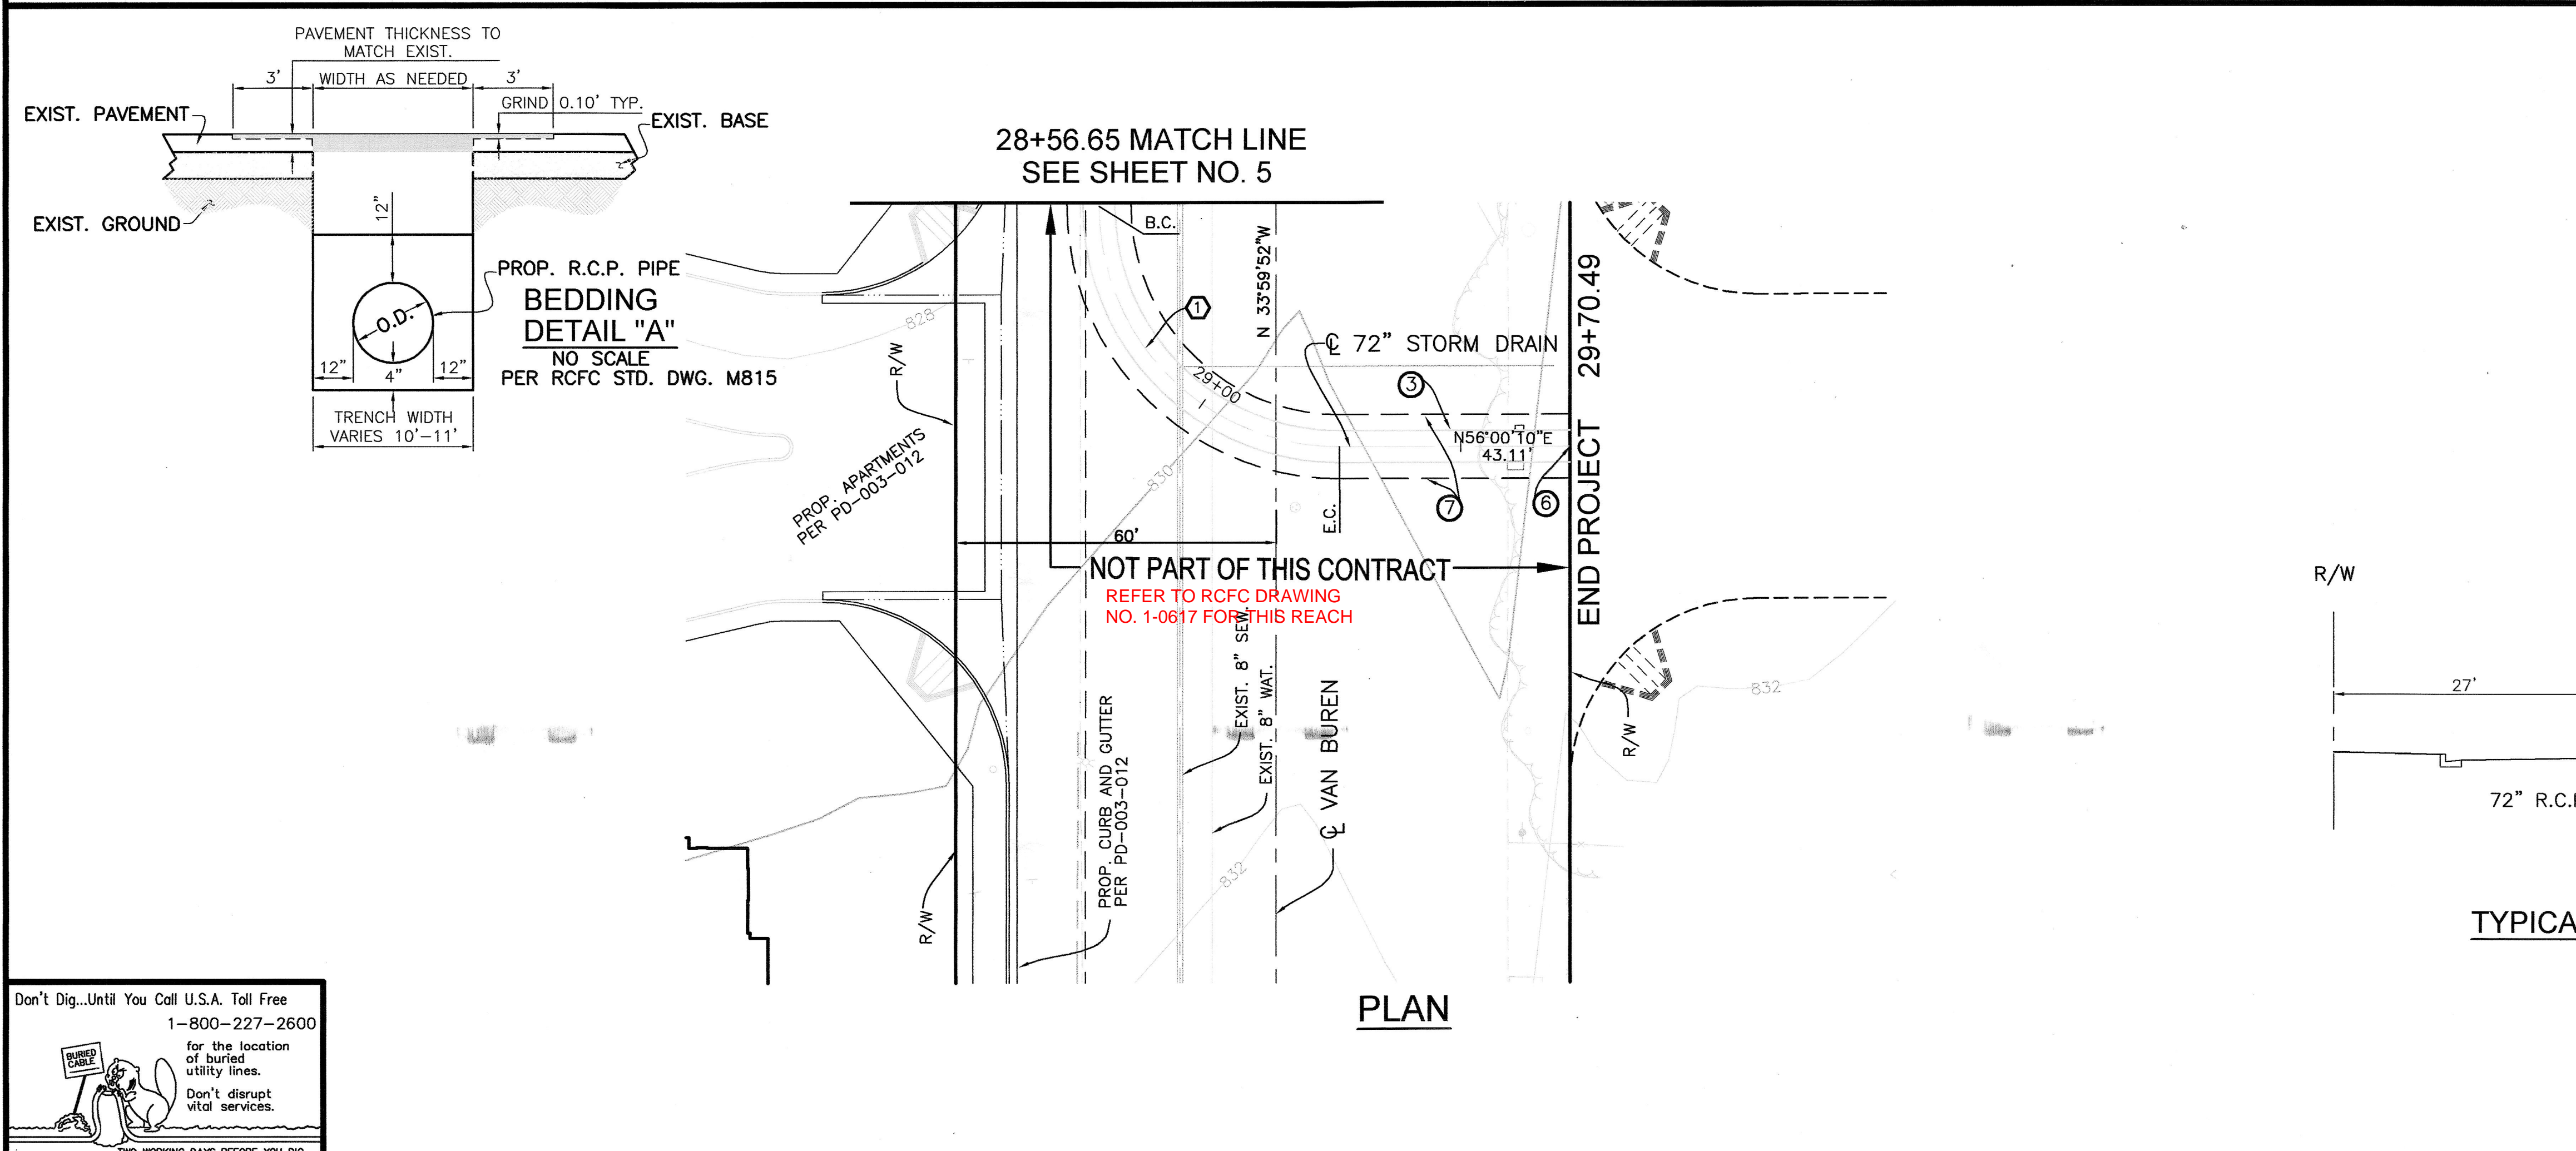 PAVEMENT THICKNESS TO
MATCH EXIST.
3'
WIDTH AS NEEDED
3'
GRIND 0.10' TYP.
EXIST. PAVEMENT
EXIST. BASE
EXIST. GROUND
12"
PROP. R.C.P. PIPE
O.D.
12"
4"
12"
TRENCH WIDTH
VARIES 10'-11'
BEDDING
DETAIL "A"
NO SCALE
PER RCFC STD. DWG. M815
28+56.65 MATCH LINE
SEE SHEET NO. 5
B.C.
N 33°59'52"W
1
828
R/W
℄ 72" STORM DRAIN
29+00
3
N56°00'10"E
43.11'
7
6
E.C.
830
PROP. APARTMENTS
PER PD-003-012
60'
NOT PART OF THIS CONTRACT
REFER TO RCFC DRAWING
NO. 1-0617 FOR THIS REACH
END PROJECT 29+70.49
EXIST. 8" SEW.
EXIST. 8" WAT.
℄ VAN BUREN
PROP. CURB AND GUTTER
PER PD-003-012
R/W
R/W
832
832
PLAN
R/W
27'
72" R.C.
TYPICA
Don't Dig...Until You Call U.S.A. Toll Free
1-800-227-2600
for the location
of buried
utility lines.
Don't disrupt
vital services.
BURIED
CABLE
TWO WORKING DAYS BEFORE YOU DIG